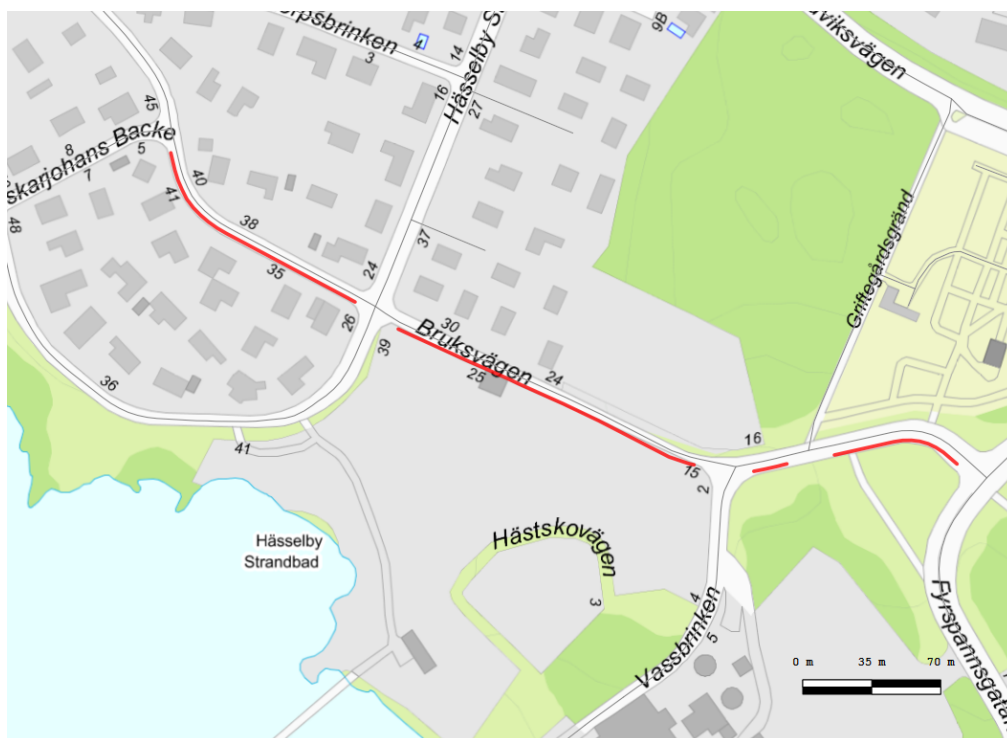 rpsbrinken
4
3
14
16
27
Hässelby S
9B
viksvägen
45
8
5
7
skarjohans Backe
48
40
41
38
35
24
26
37
39
30
Bruksvägen
25
24
36
41
16
15
2
Griftegårdsgränd
Hässelby
Strandbad
Hästskovägen
3
4
5
Vassbrinken
Fyrspannsgatan
0 m
35 m
70 m